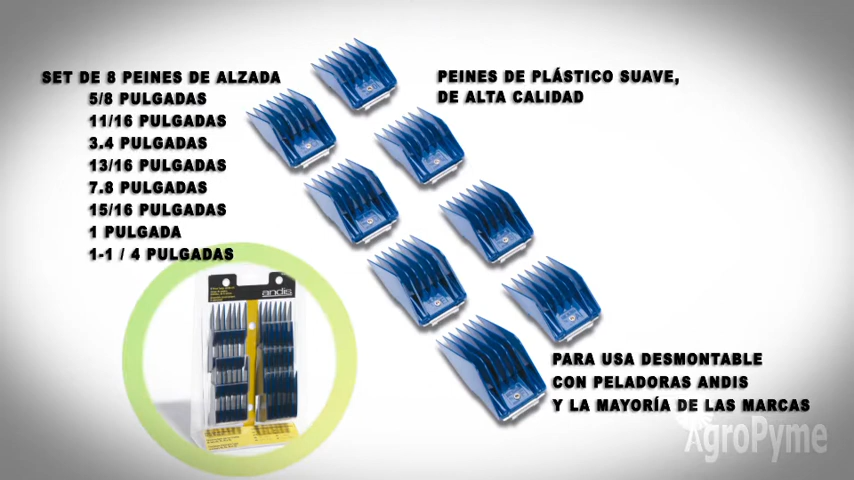 SET DE 8 PEINES DE ALZADA
5/8 PULGADAS
11/16 PULGADAS
3.4 PULGADAS
13/16 PULGADAS
7.8 PULGADAS
15/16 PULGADAS
1 PULGADA
1-1 / 4 PULGADAS
PEINES DE PLÁSTICO SUAVE,
DE ALTA CALIDAD
andis
PARA USA DESMONTABLE
CON PELADORAS ANDIS
Y LA MAYORÍA DE LAS MARCAS
AgroPyme